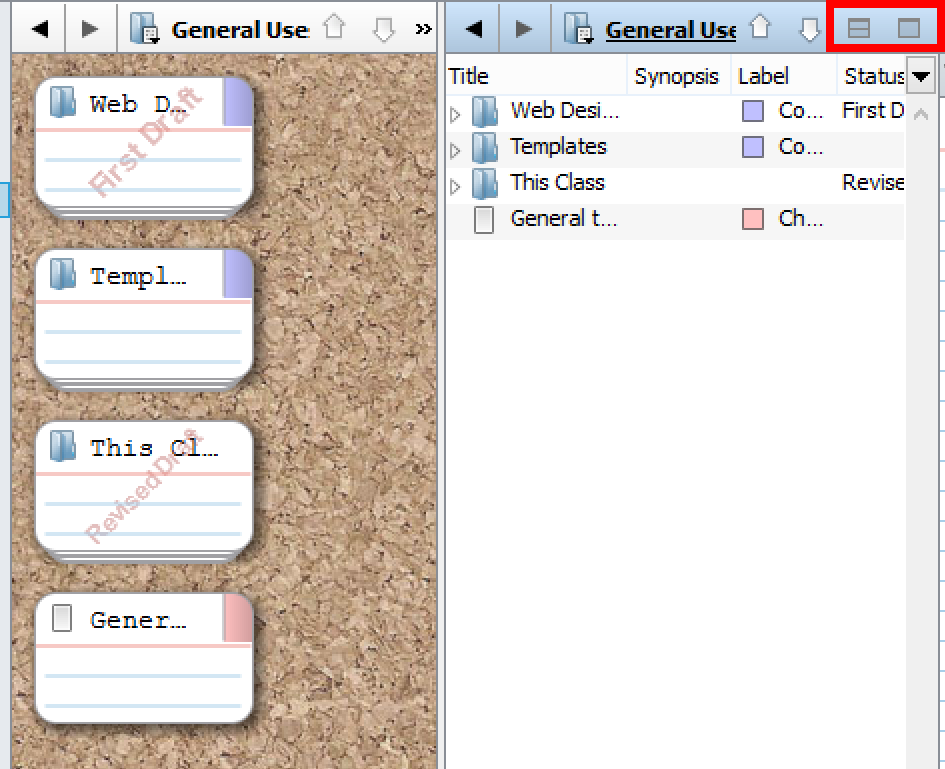 General Use
»
Web D...
First Draft
Templ...
This Cl...
Revised Draft
Gener...
General Use
Title Synopsis Label Status
Web Desi... Co... First D
Templates Co...
This Class Revise
General t... Ch...